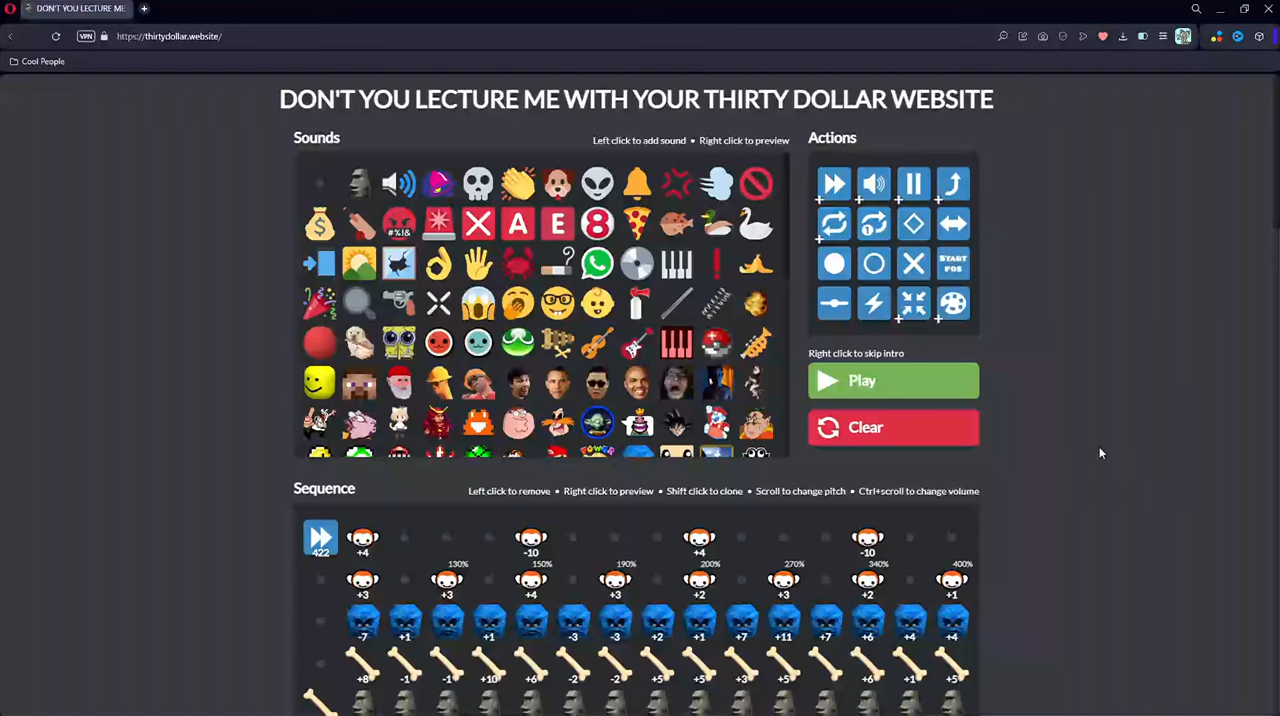 DON'T YOU LECTURE ME
VPN https://thirtydollar.website/
Cool People
DON'T YOU LECTURE ME WITH YOUR THIRTY DOLLAR WEBSITE
Sounds
Left click to add sound • Right click to preview
Actions
#%!&
A E 8
1
START POS
Right click to skip intro
Play
Clear
Sequence
Left click to remove • Right click to preview • Shift click to clone • Scroll to change pitch • Ctrl+scroll to change volume
422 +4 -10 +4 -10
130% 150% 190% 200% 270% 340% 400%
+3 +3 +4 +3 +2 +3 +2 +1
-7 +1 +1 -3 -3 +2 +1 +7 +11 +7 +6 +4 +4
+8 -1 -1 +10 +6 -2 -2 +5 +5 +3 +5 +6 +1 +5